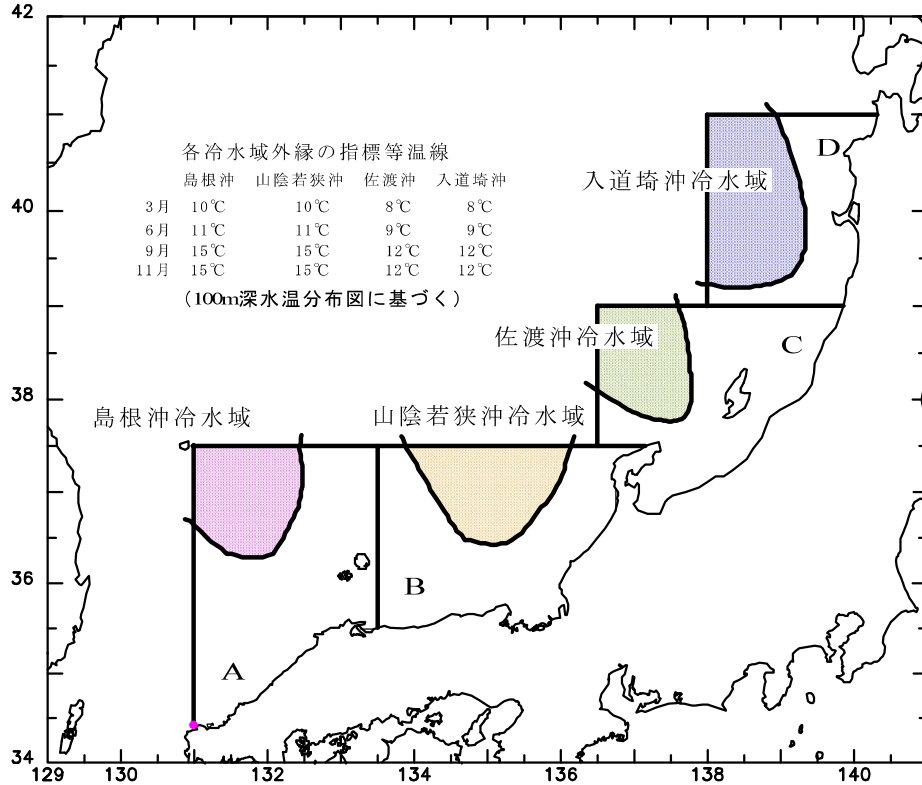 42
各冷水域外縁の指標等温線
島根沖 山陰若狭沖 佐渡沖 入道埼沖
3月 10℃ 10℃ 8℃ 8℃
6月 11℃ 11℃ 9℃ 9℃
9月 15℃ 15℃ 12℃ 12℃
11月 15℃ 15℃ 12℃ 12℃
(100m深水温分布図に基づく)
D
入道埼沖冷水域
40
佐渡沖冷水域
C
38
島根沖冷水域
山陰若狭沖冷水域
36
B
A
34
129 130 132 134 136 138 140